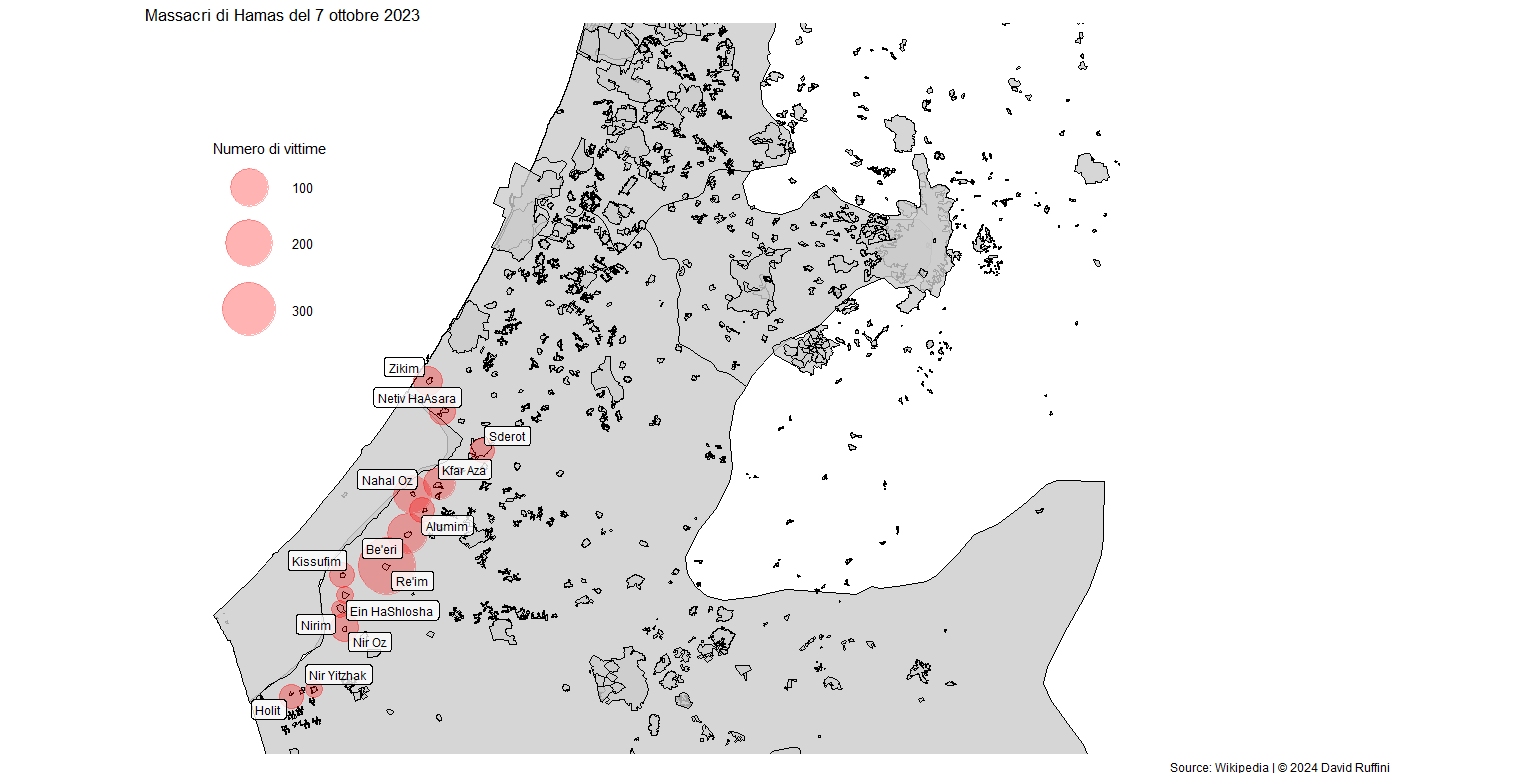 Massacri di Hamas del 7 ottobre 2023
Numero di vittime
100
200
300
Zikim
Netiv HaAsara
Sderot
Kfar Aza
Nahal Oz
Alumim
Be'eri
Kissufim
Re'im
Ein HaShlosha
Nirim
Nir Oz
Nir Yitzhak
Holit
Source: Wikipedia | © 2024 David Ruffini